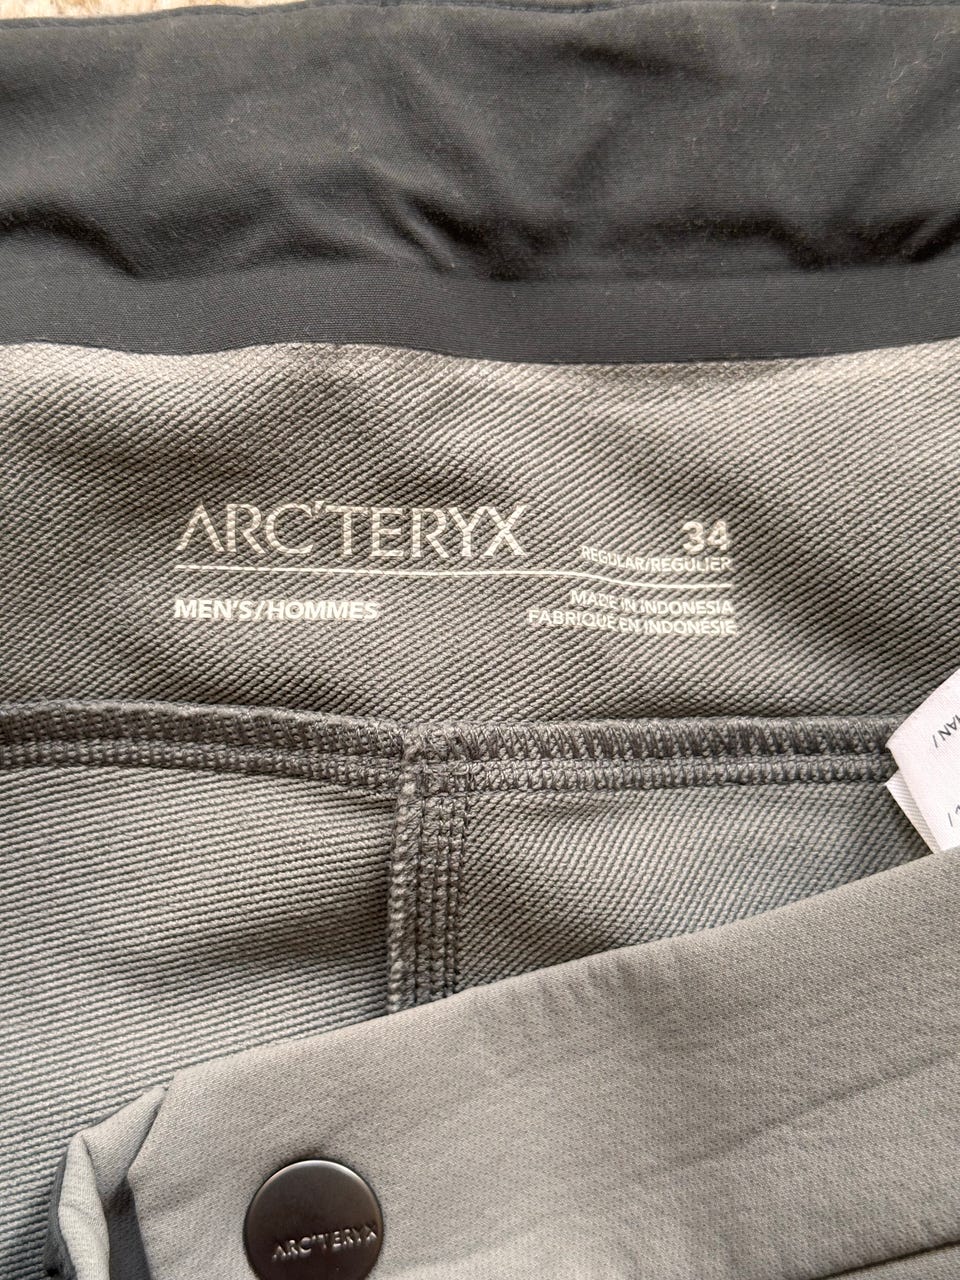 ARC'TERYX
34
REGULAR/REGULIER
MEN'S/HOMMES
MADE IN INDONESIA
FABRIQUÉ EN INDONÉSIE
ARC'TERYX